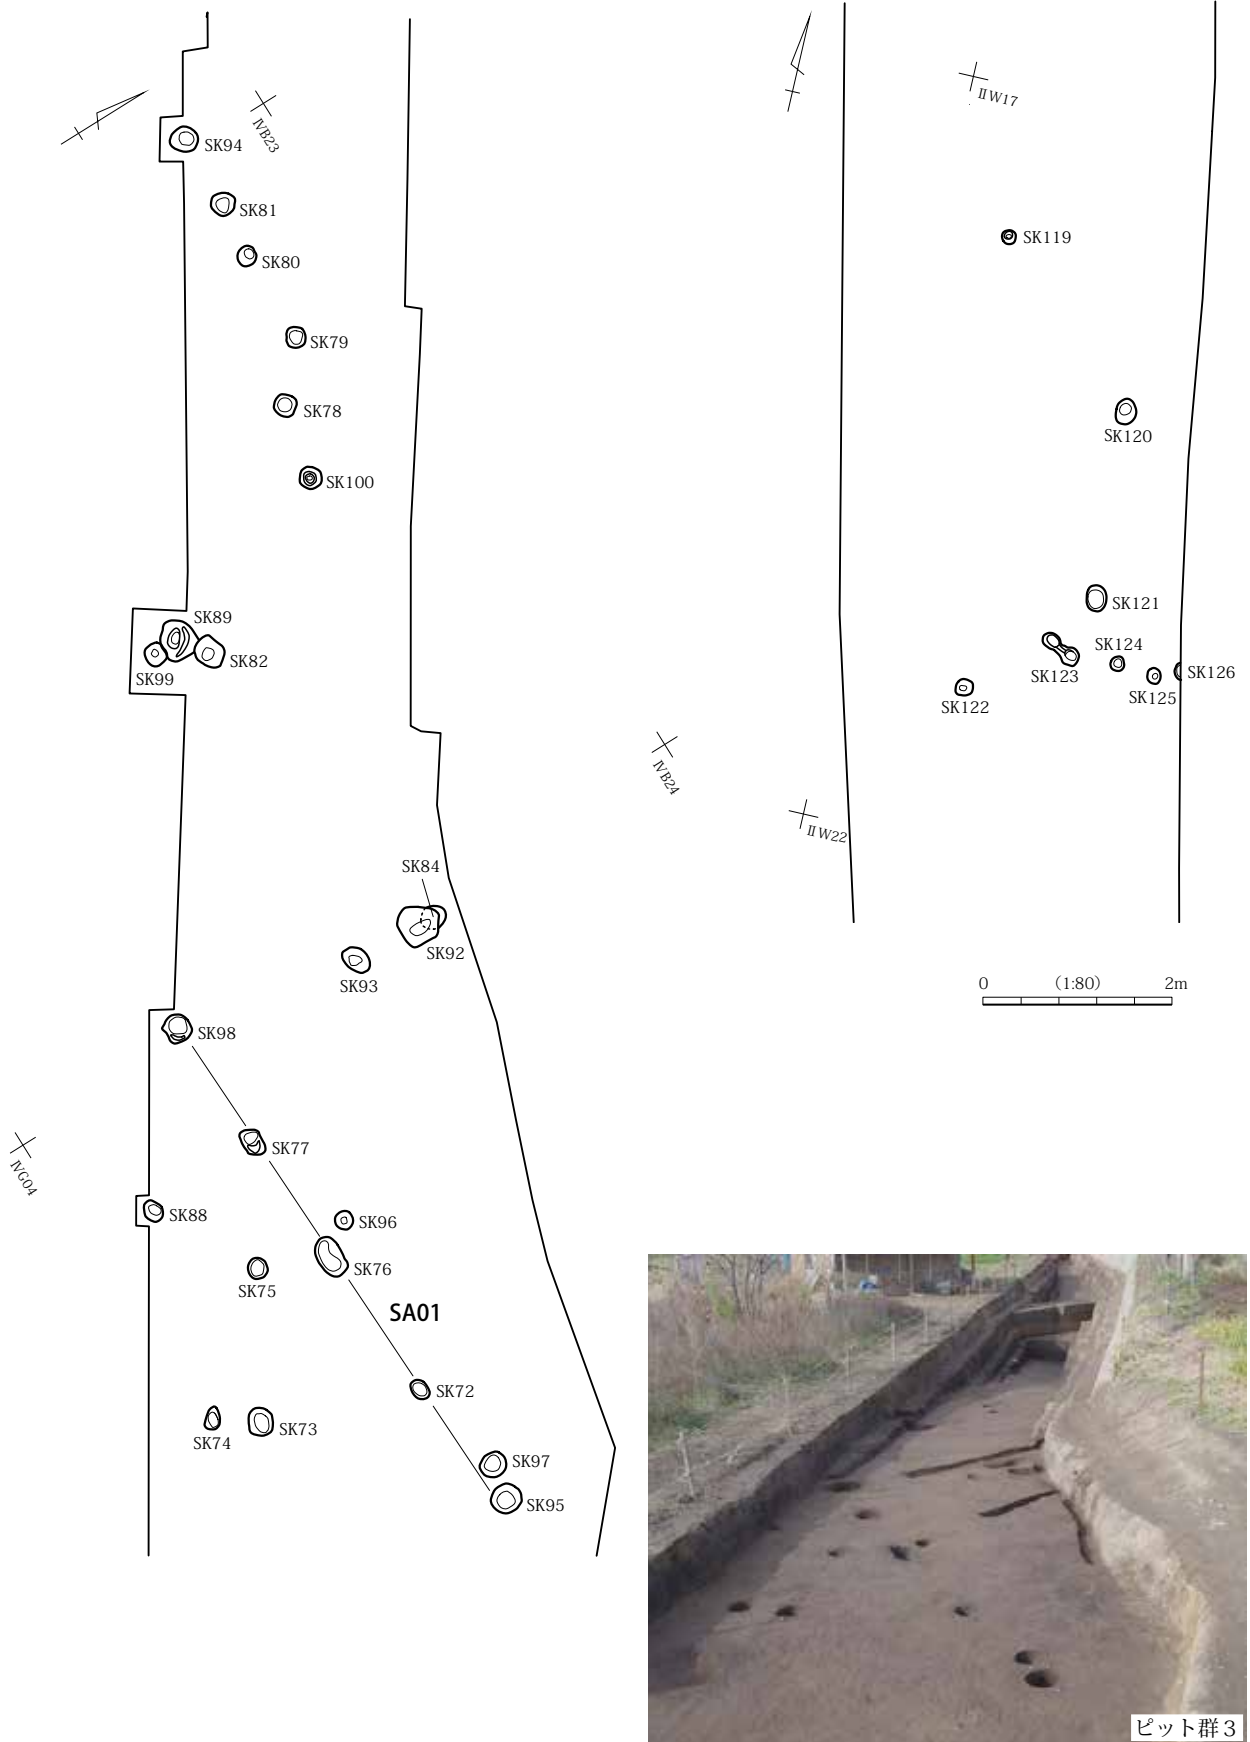 ⅣB23
SK94
SK81
SK80
SK79
SK78
SK100
SK89
SK99
SK82
SK84
SK92
SK93
SK98
SK77
ⅣG04
SK88
SK96
SK76
SK75
SA01
SK72
SK74
SK73
SK97
SK95
ⅡW17
SK119
SK120
SK121
SK124
SK123
SK125
SK126
SK122
ⅣB24
ⅡW22
0 (1:80) 2m
ピット群3